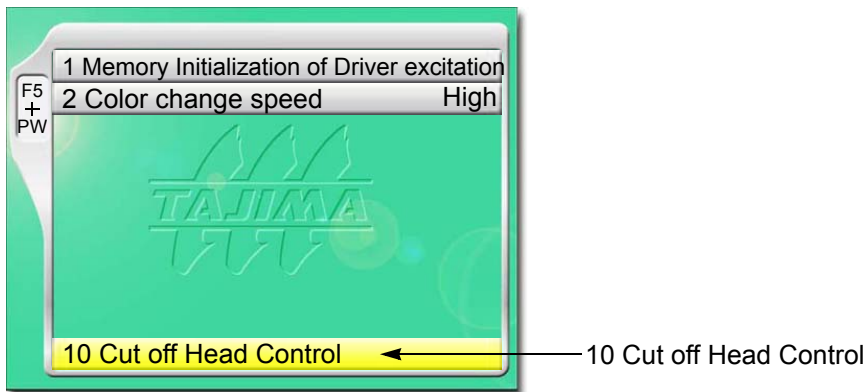 1 Memory Initialization of Driver excitation
F5
+
PW
2 Color change speed High
TAJIMA
10 Cut off Head Control
10 Cut off Head Control